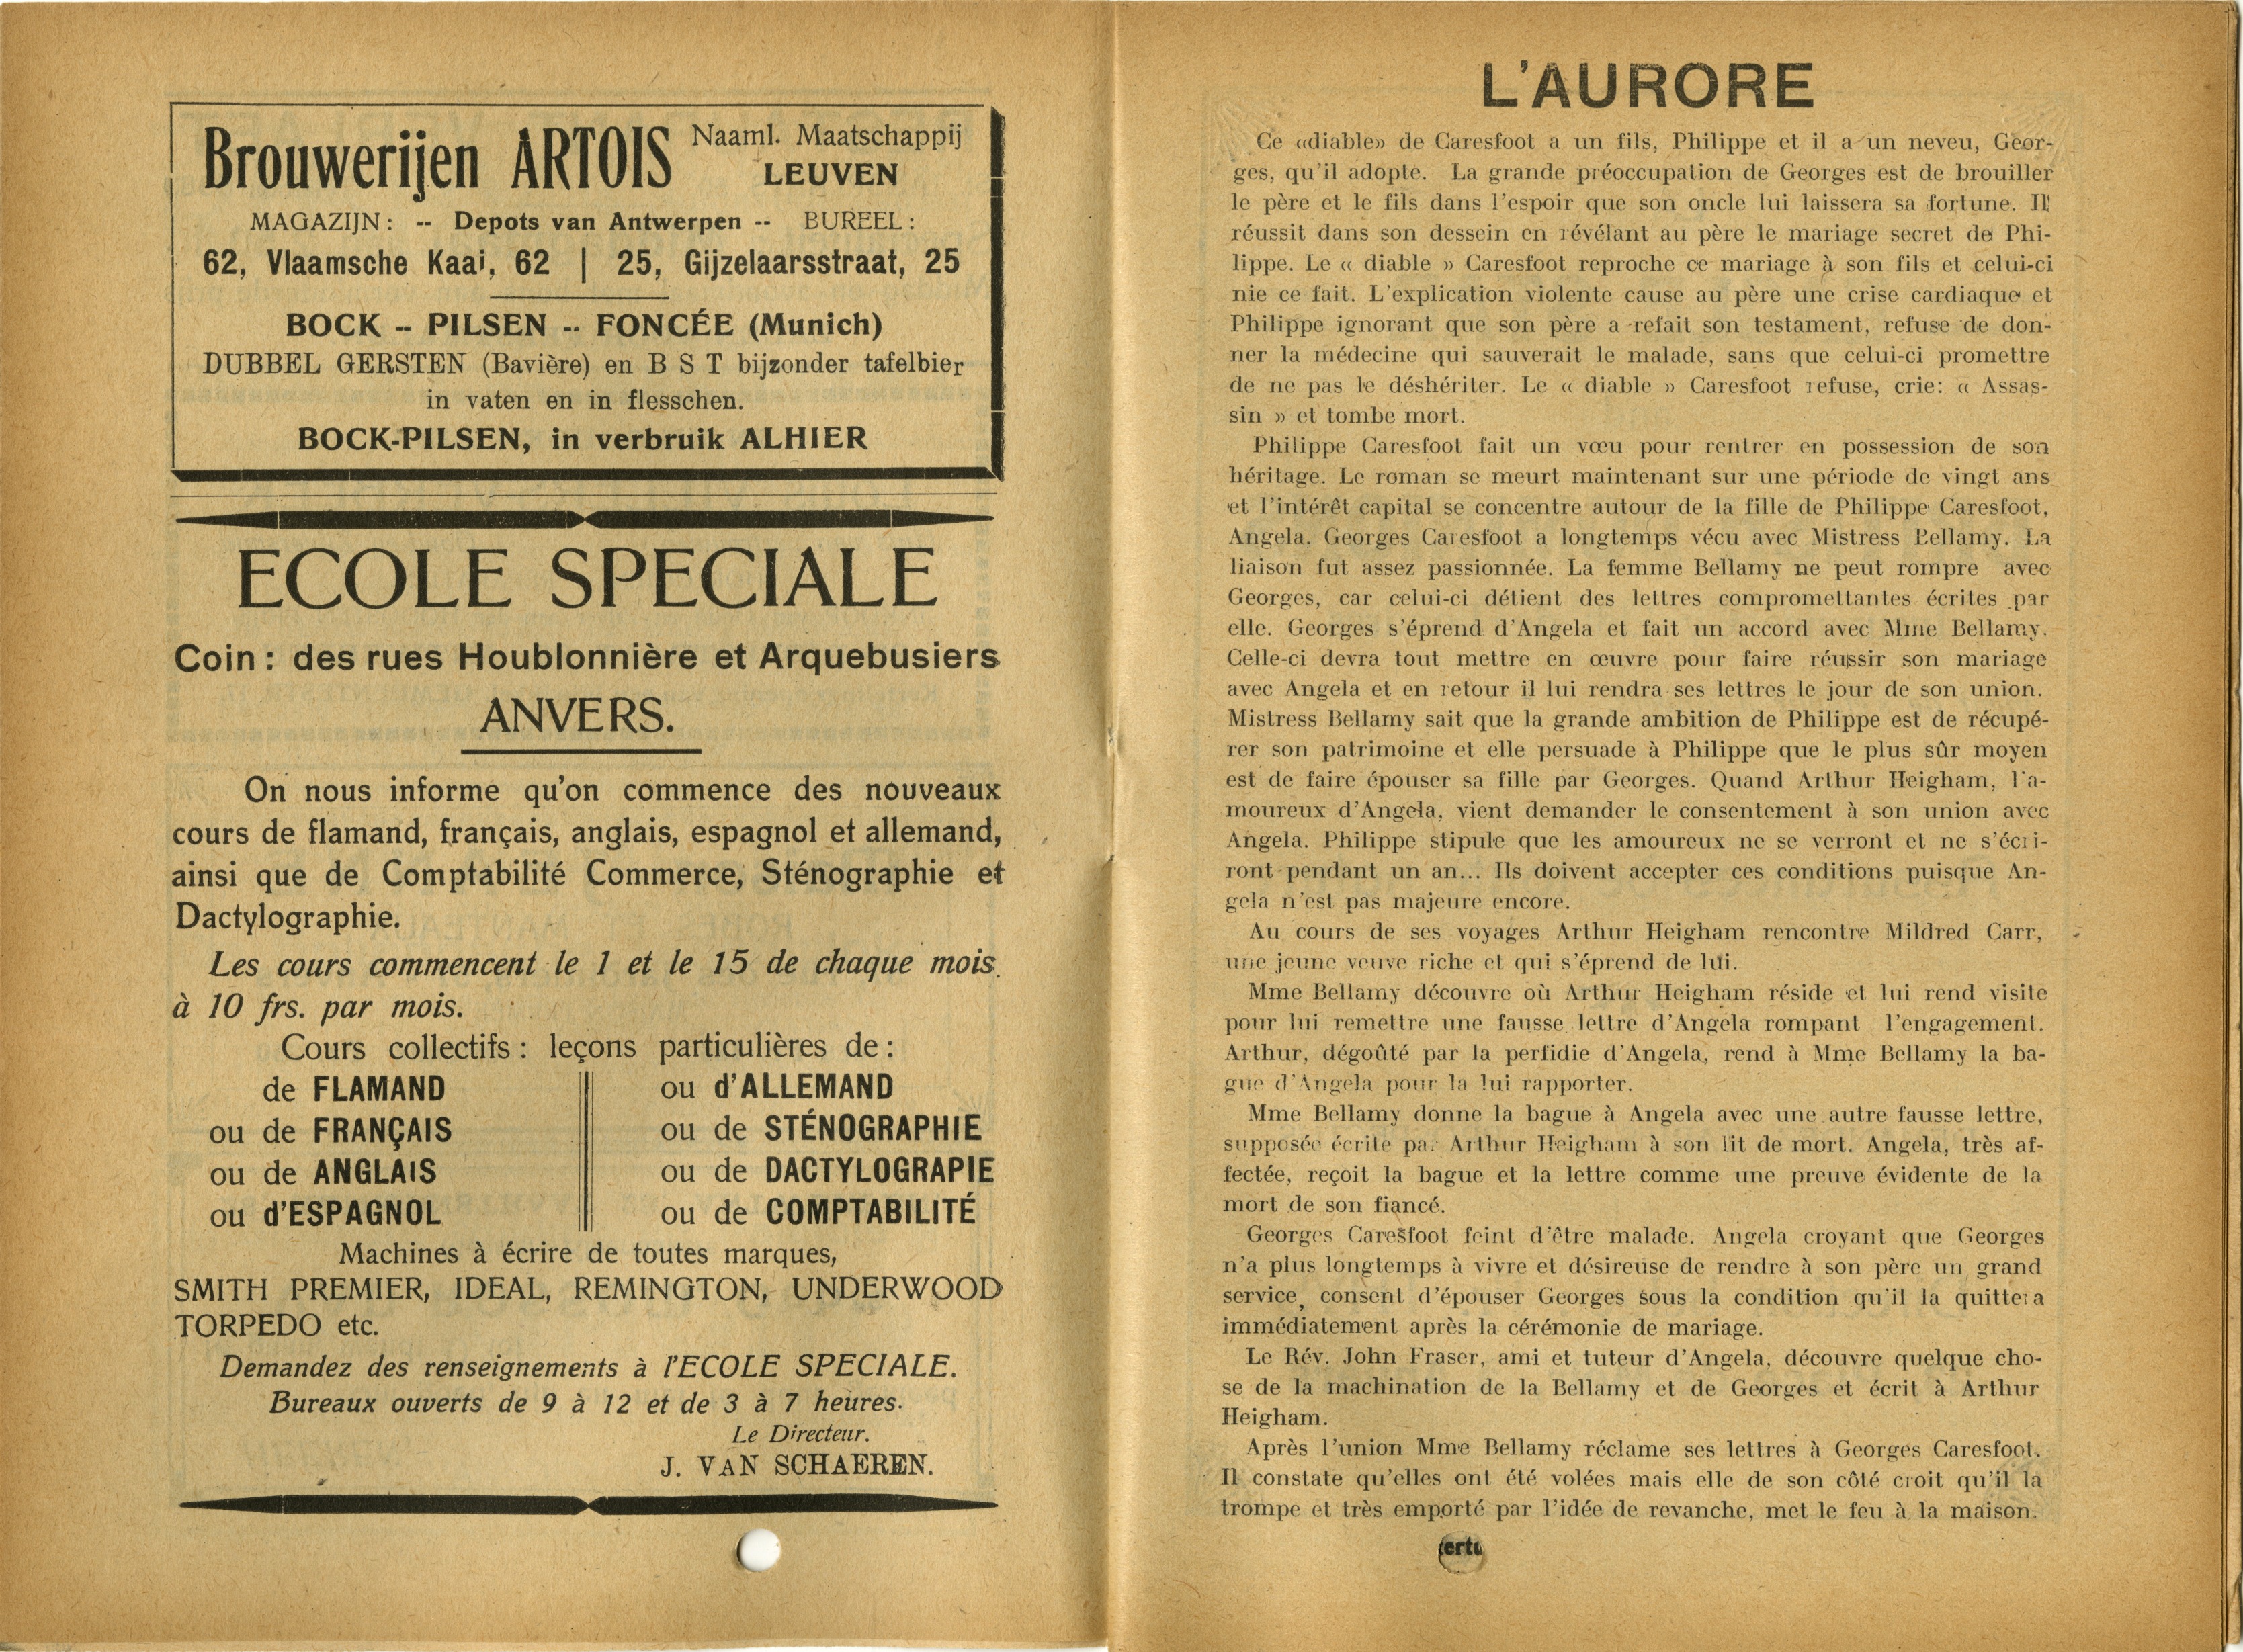 Brouwerijen ARTOIS Naaml. Maatschappij
LEUVEN
MAGAZIJN: -- Depots van Antwerpen -- BUREEL:
62, Vlaamsche Kaai, 62 | 25, Gijzelaarsstraat, 25
BOCK -- PILSEN -- FONCÉE (Munich)
DUBBEL GERSTEN (Bavière) en B S T bijzonder tafelbier
in vaten en in flesschen.
BOCK-PILSEN, in verbruik ALHIER
ECOLE SPECIALE
Coin: des rues Houblonnière et Arquebusiers
ANVERS.
On nous informe qu'on commence des nouveaux
cours de flamand, français, anglais, espagnol et allemand,
ainsi que de Comptabilité Commerce, Sténographie et
Dactylographie.
Les cours commencent le 1 et le 15 de chaque mois.
à 10 frs. par mois.
Cours collectifs: leçons particulières de:
de FLAMAND
ou de FRANÇAIS
ou de ANGLAIS
ou d'ESPAGNOL
ou d'ALLEMAND
ou de STÉNOGRAPHIE
ou de DACTYLOGRAPIE
ou de COMPTABILITÉ
Machines à écrire de toutes marques,
SMITH PREMIER, IDEAL, REMINGTON, UNDERWOOD
TORPEDO etc.
Demandez des renseignements à l'ECOLE SPECIALE.
Bureaux ouverts de 9 à 12 et de 3 à 7 heures.
Le Directeur.
J. VAN SCHAEREN.
L'AURORE
Ce «diable» de Caresfoot a un fils, Philippe et il a un neveu, Geor-
ges, qu'il adopte. La grande préoccupation de Georges est de brouiller
le père et le fils dans l'espoir que son oncle lui laissera sa fortune. Il
réussit dans son dessein en révélant au père le mariage secret de Phi-
lippe. Le « diable » Caresfoot reproche ce mariage à son fils et celui-ci
nie ce fait. L'explication violente cause au père une crise cardiaque et
Philippe ignorant que son père a refait son testament, refuse de don-
ner la médecine qui sauverait le malade, sans que celui-ci promettre
de ne pas le déshériter. Le « diable » Caresfoot refuse, crie: « Assas-
sin » et tombe mort.
Philippe Caresfoot fait un vœu pour rentrer en possession de son
héritage. Le roman se meurt maintenant sur une période de vingt ans
et l'intérêt capital se concentre autour de la fille de Philippe Caresfoot,
Angela. Georges Caresfoot a longtemps vécu avec Mistress Bellamy. La
liaison fut assez passionnée. La femme Bellamy ne peut rompre avec
Georges, car celui-ci détient des lettres compromettantes écrites par
elle. Georges s'éprend d'Angela et fait un accord avec Mme Bellamy.
Celle-ci devra tout mettre en œuvre pour faire réussir son mariage
avec Angela et en retour il lui rendra ses lettres le jour de son union.
Mistress Bellamy sait que la grande ambition de Philippe est de récupé-
rer son patrimoine et elle persuade à Philippe que le plus sûr moyen
est de faire épouser sa fille par Georges. Quand Arthur Heigham, l'a-
moureux d'Angela, vient demander le consentement à son union avec
Angela. Philippe stipule que les amoureux ne se verront et ne s'écri-
ront pendant un an... Ils doivent accepter ces conditions puisque An-
gela n'est pas majeure encore.
Au cours de ses voyages Arthur Heigham rencontre Mildred Carr,
une jeune veuve riche et qui s'éprend de lui.
Mme Bellamy découvre où Arthur Heigham réside et lui rend visite
pour lui remettre une fausse lettre d'Angela rompant l'engagement.
Arthur, dégoûté par la perfidie d'Angela, rend à Mme Bellamy la ba-
gue d'Angela pour la lui rapporter.
Mme Bellamy donne la bague à Angela avec une autre fausse lettre,
supposée écrite par Arthur Heigham à son lit de mort. Angela, très af-
fectée, reçoit la bague et la lettre comme une preuve évidente de la
mort de son fiancé.
Georges Caresfoot feint d'être malade. Angela croyant que Georges
n'a plus longtemps à vivre et désireuse de rendre à son père un grand
service, consent d'épouser Georges sous la condition qu'il la quittera
immédiatement après la cérémonie de mariage.
Le Rév. John Fraser, ami et tuteur d'Angela, découvre quelque cho-
se de la machination de la Bellamy et de Georges et écrit à Arthur
Heigham.
Après l'union Mme Bellamy réclame ses lettres à Georges Caresfoot.
Il constate qu'elles ont été volées mais elle de son côté croit qu'il la
trompe et très emporté par l'idée de revanche, met le feu à la maison.